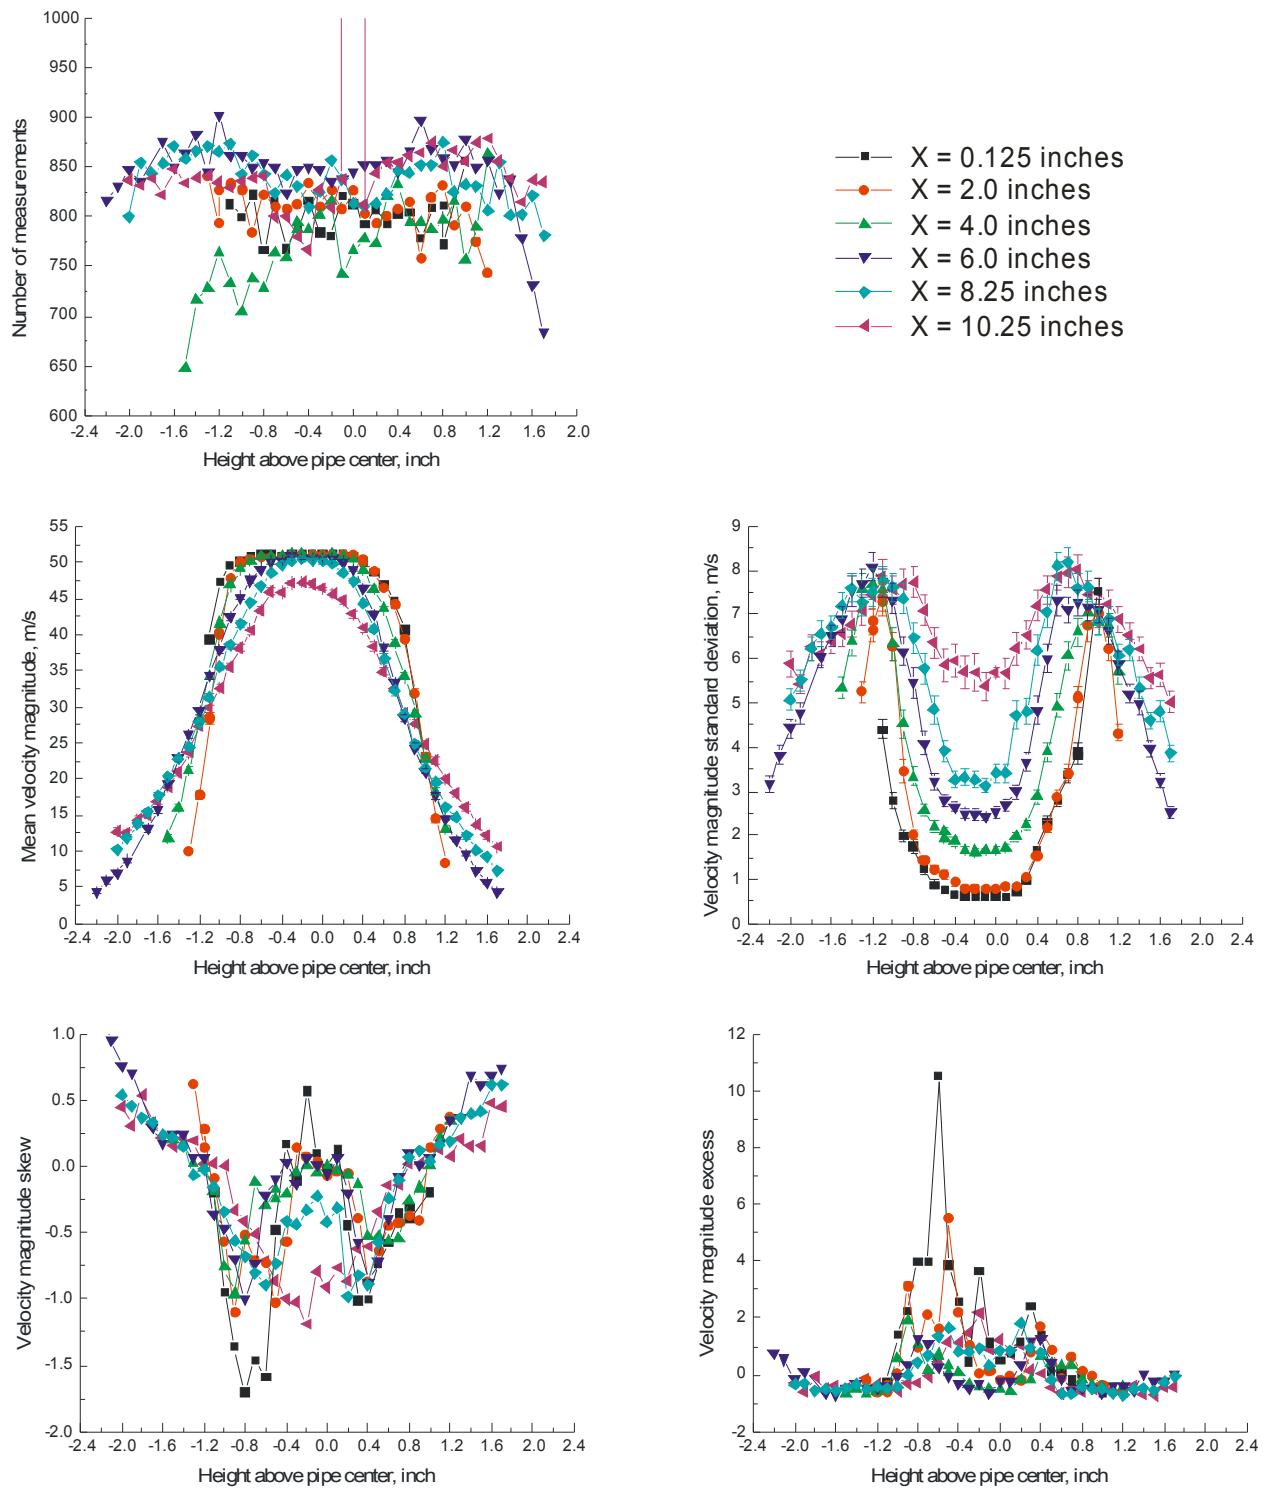 1000
950
900
850
800
750
700
650
600
-2.4 -2.0 -1.6 -1.2 -0.8 -0.4 0.0 0.4 0.8 1.2 1.6 2.0
Height above pipe center, inch
Number of measurements
X = 0.125 inches
X = 2.0 inches
X = 4.0 inches
X = 6.0 inches
X = 8.25 inches
X = 10.25 inches
55
50
45
40
35
30
25
20
15
10
5
0
-2.4 -2.0 -1.6 -1.2 -0.8 -0.4 0.0 0.4 0.8 1.2 1.6 2.0 2.4
Height above pipe center, inch
Mean velocity magnitude, m/s
9
8
7
6
5
4
3
2
1
0
-2.4 -2.0 -1.6 -1.2 -0.8 -0.4 0.0 0.4 0.8 1.2 1.6 2.0 2.4
Height above pipe center, inch
Velocity magnitude standard deviation, m/s
1.0
0.5
0.0
-0.5
-1.0
-1.5
-2.0
-2.4 -2.0 -1.6 -1.2 -0.8 -0.4 0.0 0.4 0.8 1.2 1.6 2.0 2.4
Height above pipe center, inch
Velocity magnitude skew
12
10
8
6
4
2
0
-2
-2.4 -2.0 -1.6 -1.2 -0.8 -0.4 0.0 0.4 0.8 1.2 1.6 2.0 2.4
Height above pipe center, inch
Velocity magnitude excess